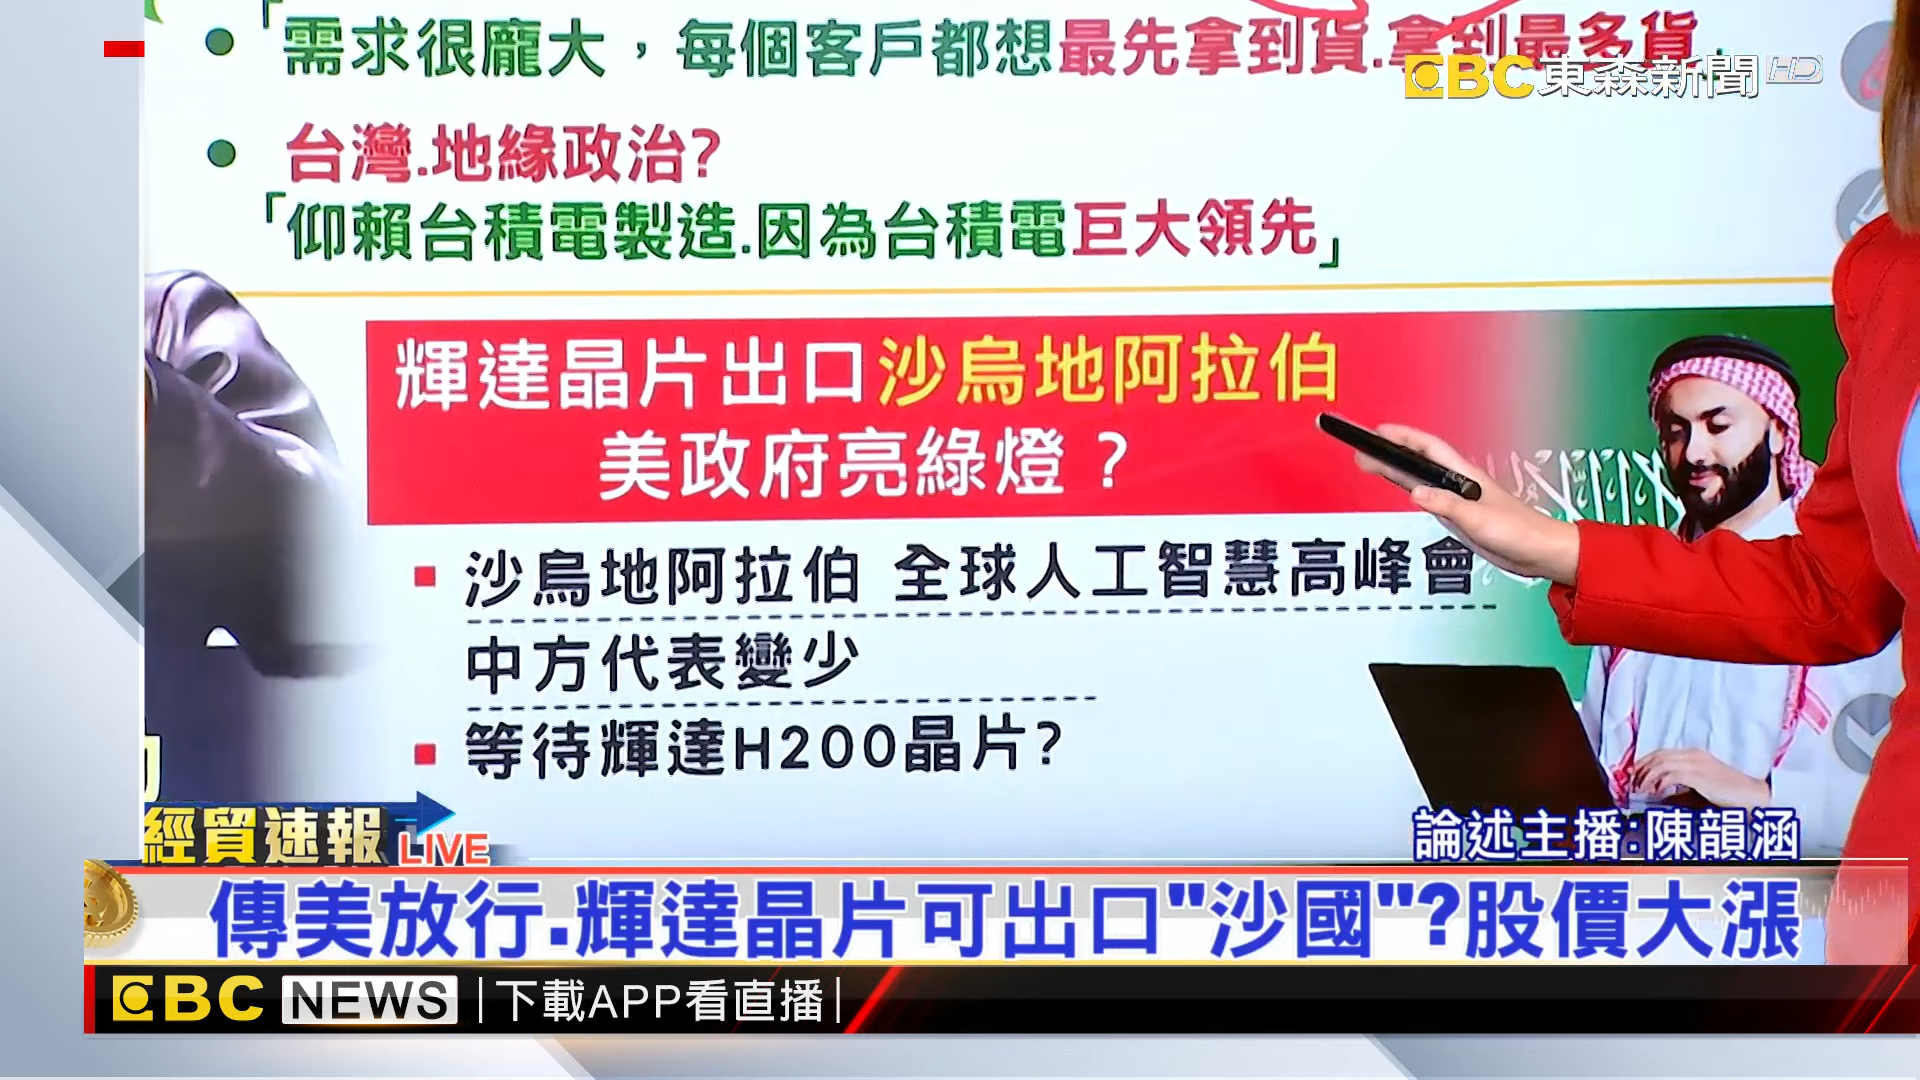 「需求很龐大，每個客戶都想最先拿到貨.拿到最多貨」
EBC東森新聞HD
台灣.地緣政治?
「仰賴台積電製造.因為台積電巨大領先」
輝達晶片出口沙烏地阿拉伯
美政府亮綠燈？
沙烏地阿拉伯 全球人工智慧高峰會
中方代表變少
等待輝達H200晶片?
經貿速報 LIVE
論述主播:陳韻涵
傳美放行.輝達晶片可出口"沙國"?股價大漲
EBC NEWS |下載APP看直播|